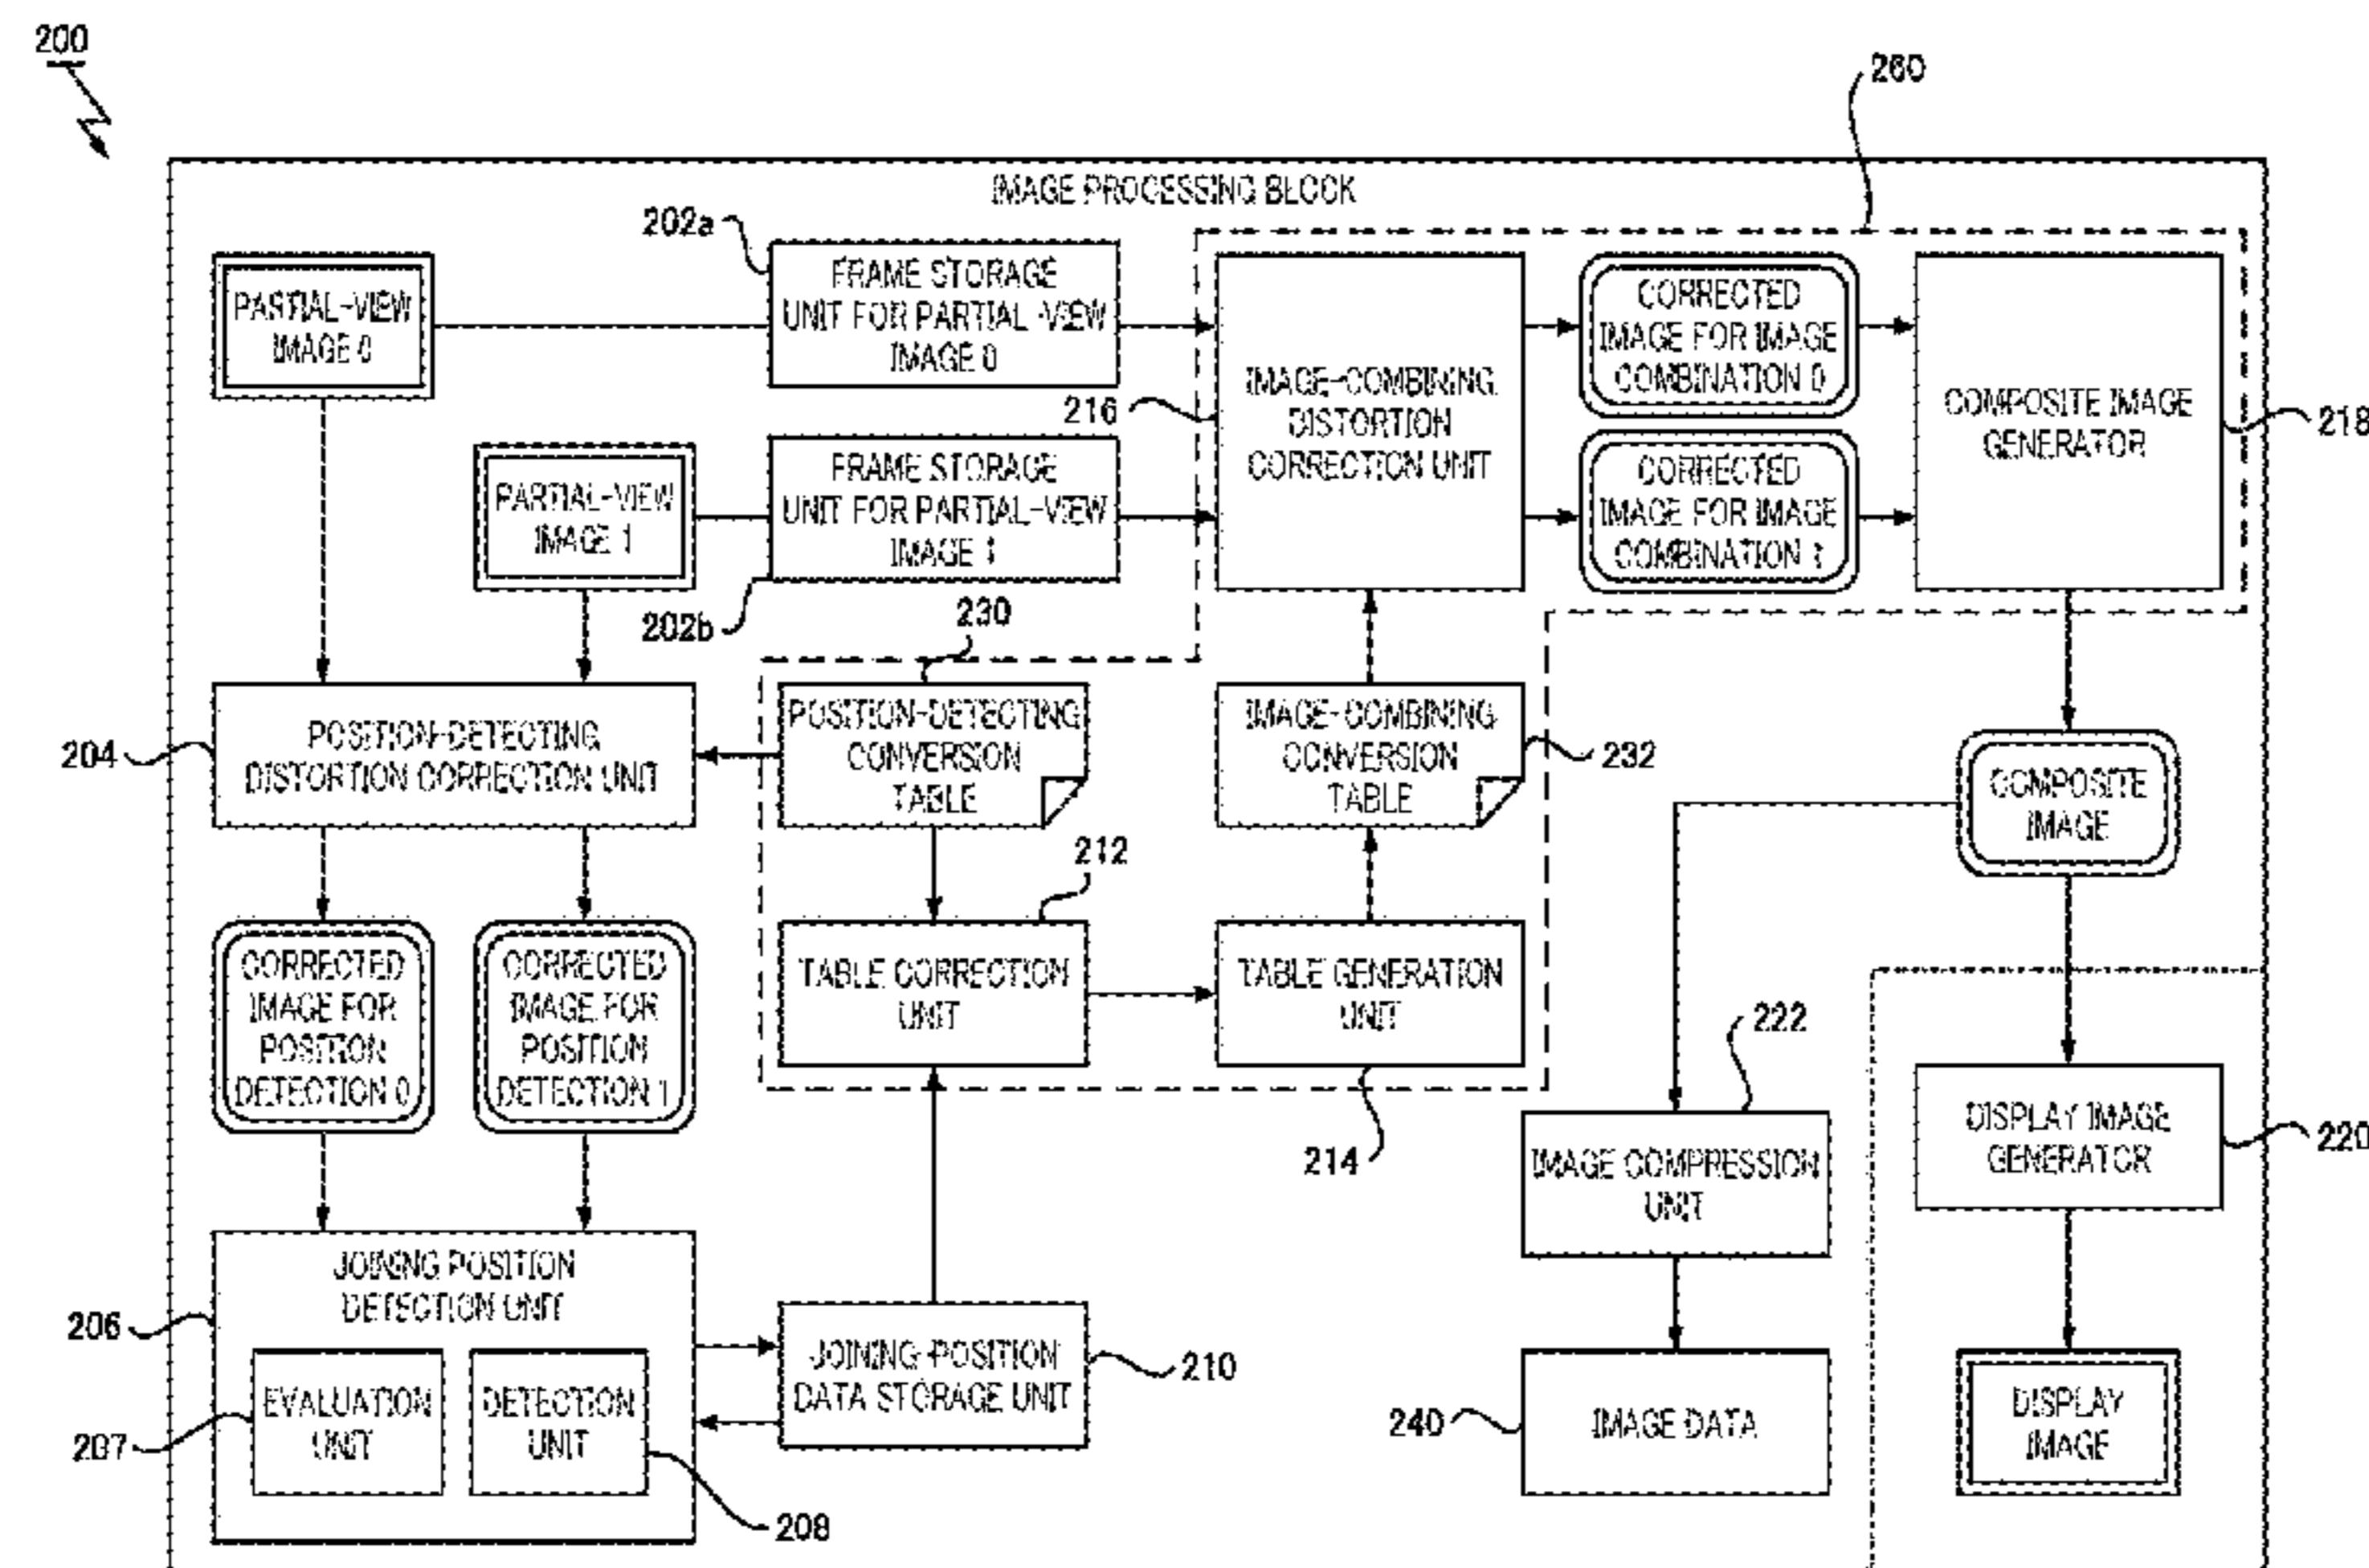 200
260
IMAGE PROCESSING BLOCK
202a
PARTIAL-VIEW
IMAGE 0
FRAME STORAGE
UNIT FOR PARTIAL-VIEW
IMAGE 0
216
IMAGE-COMBINING
DISTORTION
CORRECTION UNIT
CORRECTED
IMAGE FOR IMAGE
COMBINATION 0
COMPOSITE IMAGE
GENERATOR
218
PARTIAL-VIEW
IMAGE 1
FRAME STORAGE
UNIT FOR PARTIAL-VIEW
IMAGE 1
CORRECTED
IMAGE FOR IMAGE
COMBINATION 1
202b
230
204
POSITION-DETECTING
DISTORTION CORRECTION UNIT
POSITION-DETECTING
CONVERSION
TABLE
IMAGE-COMBINING
CONVERSION
TABLE
232
COMPOSITE
IMAGE
212
CORRECTED
IMAGE FOR
POSITION
DETECTION 0
CORRECTED
IMAGE FOR
POSITION
DETECTION 1
TABLE CORRECTION
UNIT
TABLE GENERATION
UNIT
222
214
IMAGE COMPRESSION
UNIT
DISPLAY IMAGE
GENERATOR
220
206
JOINING POSITION
DETECTION UNIT
207
EVALUATION
UNIT
DETECTION
UNIT
208
JOINING-POSITION
DATA STORAGE UNIT
210
240
IMAGE DATA
DISPLAY
IMAGE